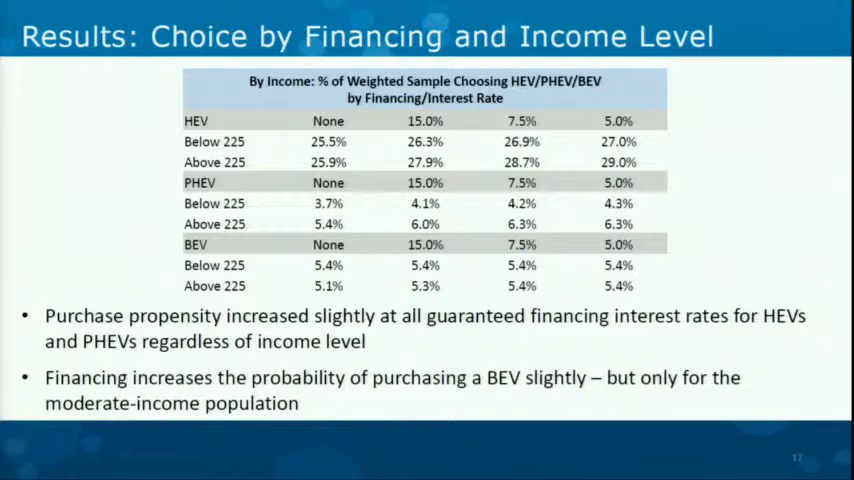 Results: Choice by Financing and Income Level
By Income: % of Weighted Sample Choosing HEV/PHEV/BEV
by Financing/Interest Rate
HEV None 15.0% 7.5% 5.0%
Below 225 25.5% 26.3% 26.9% 27.0%
Above 225 25.9% 27.9% 28.7% 29.0%
PHEV None 15.0% 7.5% 5.0%
Below 225 3.7% 4.1% 4.2% 4.3%
Above 225 5.4% 6.0% 6.3% 6.3%
BEV None 15.0% 7.5% 5.0%
Below 225 5.4% 5.4% 5.4% 5.4%
Above 225 5.1% 5.3% 5.4% 5.4%
• Purchase propensity increased slightly at all guaranteed financing interest rates for HEVs
and PHEVs regardless of income level
• Financing increases the probability of purchasing a BEV slightly – but only for the
moderate-income population
17